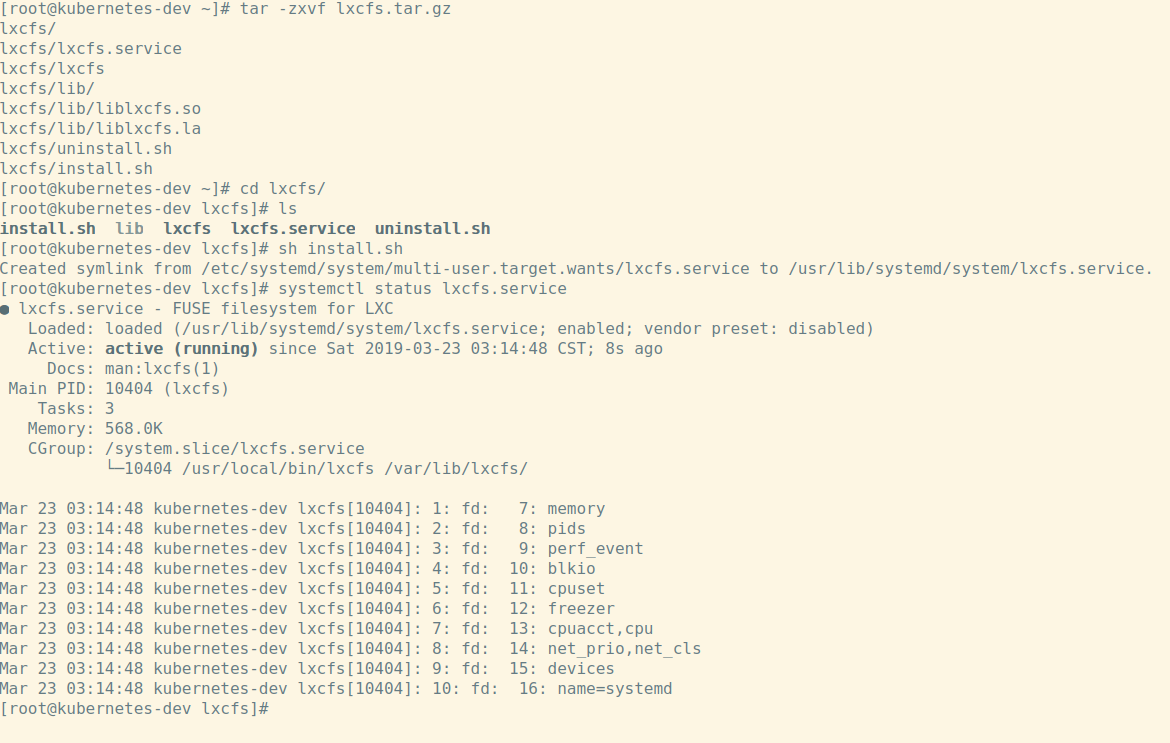 [root@kubernetes-dev ~]# tar -zxvf lxcfs.tar.gz
lxcfs/
lxcfs/lxcfs.service
lxcfs/lxcfs
lxcfs/lib/
lxcfs/lib/liblxcfs.so
lxcfs/lib/liblxcfs.la
lxcfs/uninstall.sh
lxcfs/install.sh
[root@kubernetes-dev ~]# cd lxcfs/
[root@kubernetes-dev lxcfs]# ls
install.sh  lib  lxcfs  lxcfs.service  uninstall.sh
[root@kubernetes-dev lxcfs]# sh install.sh
Created symlink from /etc/systemd/system/multi-user.target.wants/lxcfs.service to /usr/lib/systemd/system/lxcfs.service.
[root@kubernetes-dev lxcfs]# systemctl status lxcfs.service
● lxcfs.service - FUSE filesystem for LXC
   Loaded: loaded (/usr/lib/systemd/system/lxcfs.service; enabled; vendor preset: disabled)
   Active: active (running) since Sat 2019-03-23 03:14:48 CST; 8s ago
     Docs: man:lxcfs(1)
 Main PID: 10404 (lxcfs)
    Tasks: 3
   Memory: 568.0K
   CGroup: /system.slice/lxcfs.service
           └─10404 /usr/local/bin/lxcfs /var/lib/lxcfs/
Mar 23 03:14:48 kubernetes-dev lxcfs[10404]: 1: fd:   7: memory
Mar 23 03:14:48 kubernetes-dev lxcfs[10404]: 2: fd:   8: pids
Mar 23 03:14:48 kubernetes-dev lxcfs[10404]: 3: fd:   9: perf_event
Mar 23 03:14:48 kubernetes-dev lxcfs[10404]: 4: fd:  10: blkio
Mar 23 03:14:48 kubernetes-dev lxcfs[10404]: 5: fd:  11: cpuset
Mar 23 03:14:48 kubernetes-dev lxcfs[10404]: 6: fd:  12: freezer
Mar 23 03:14:48 kubernetes-dev lxcfs[10404]: 7: fd:  13: cpuacct,cpu
Mar 23 03:14:48 kubernetes-dev lxcfs[10404]: 8: fd:  14: net_prio,net_cls
Mar 23 03:14:48 kubernetes-dev lxcfs[10404]: 9: fd:  15: devices
Mar 23 03:14:48 kubernetes-dev lxcfs[10404]: 10: fd:  16: name=systemd
[root@kubernetes-dev lxcfs]#